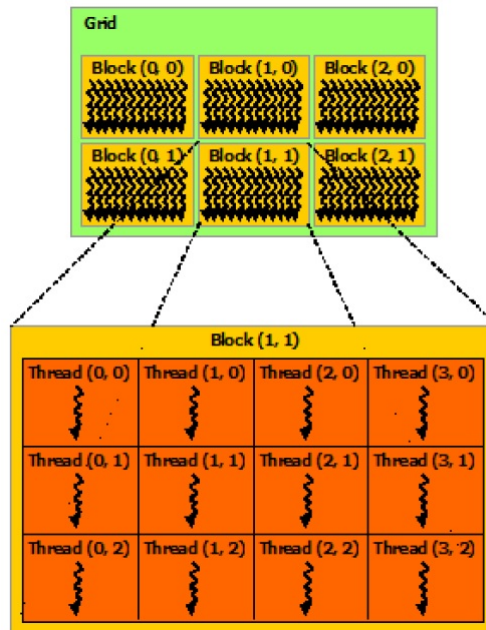 Grid
Block (0, 0) Block (1, 0) Block (2, 0)
Block (0, 1) Block (1, 1) Block (2, 1)
Block (1, 1)
Thread (0, 0) Thread (1, 0) Thread (2, 0) Thread (3, 0)
Thread (0, 1) Thread (1, 1) Thread (2, 1) Thread (3, 1)
Thread (0, 2) Thread (1, 2) Thread (2, 2) Thread (3, 2)